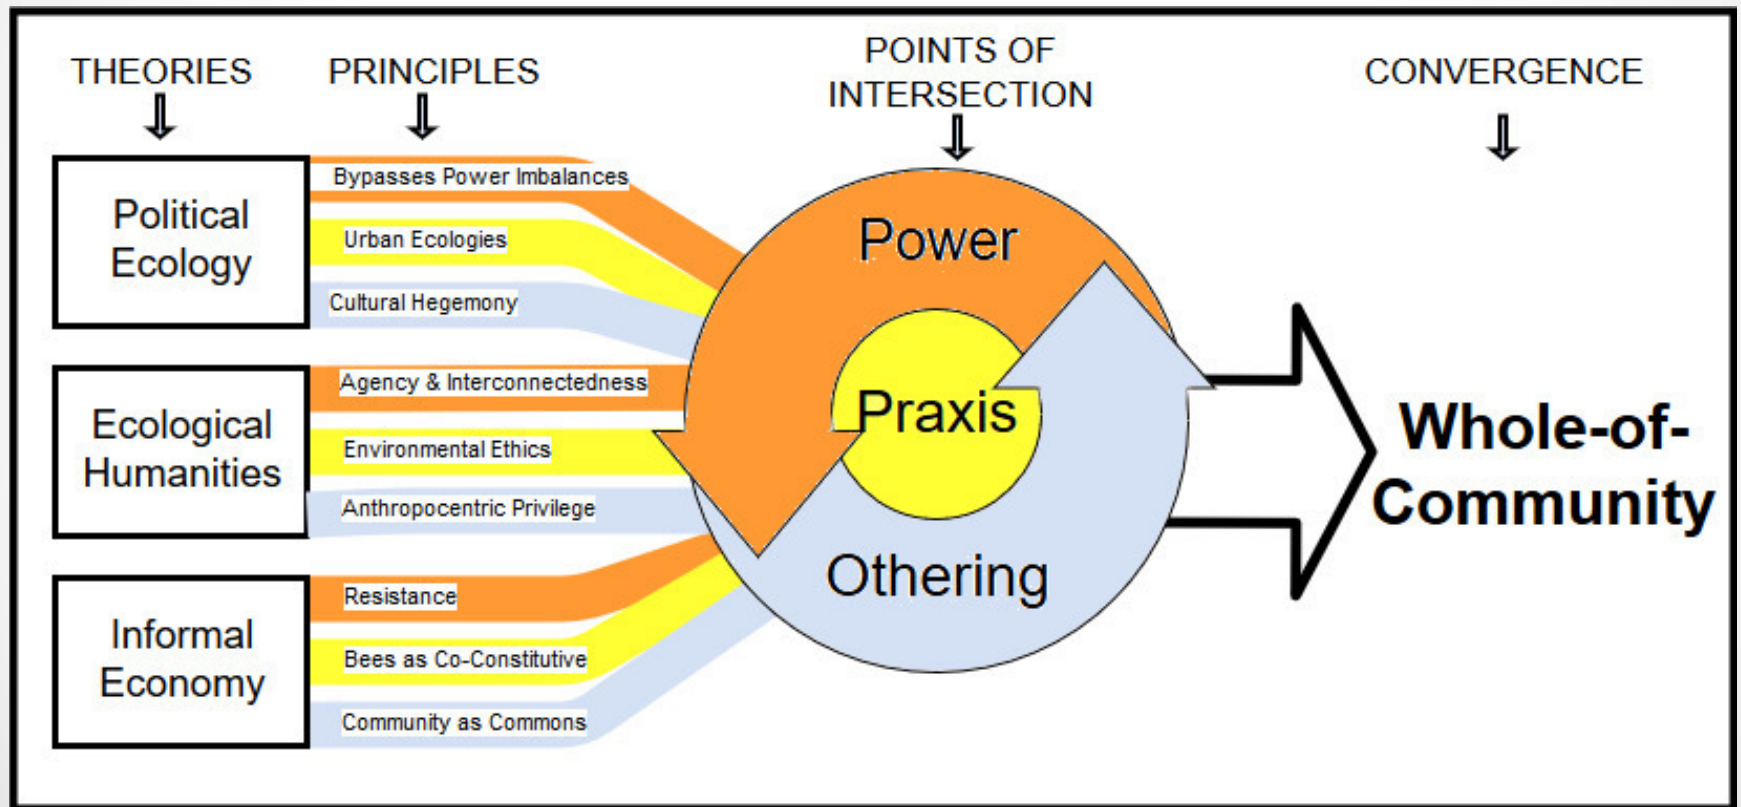 THEORIES
PRINCIPLES
POINTS OF
INTERSECTION
CONVERGENCE
Political
Ecology
Bypasses Power Imbalances
Urban Ecologies
Cultural Hegemony
Ecological
Humanities
Agency & Interconnectedness
Environmental Ethics
Anthropocentric Privilege
Informal
Economy
Resistance
Bees as Co-Constitutive
Community as Commons
Power
Praxis
Othering
Whole-of-
Community